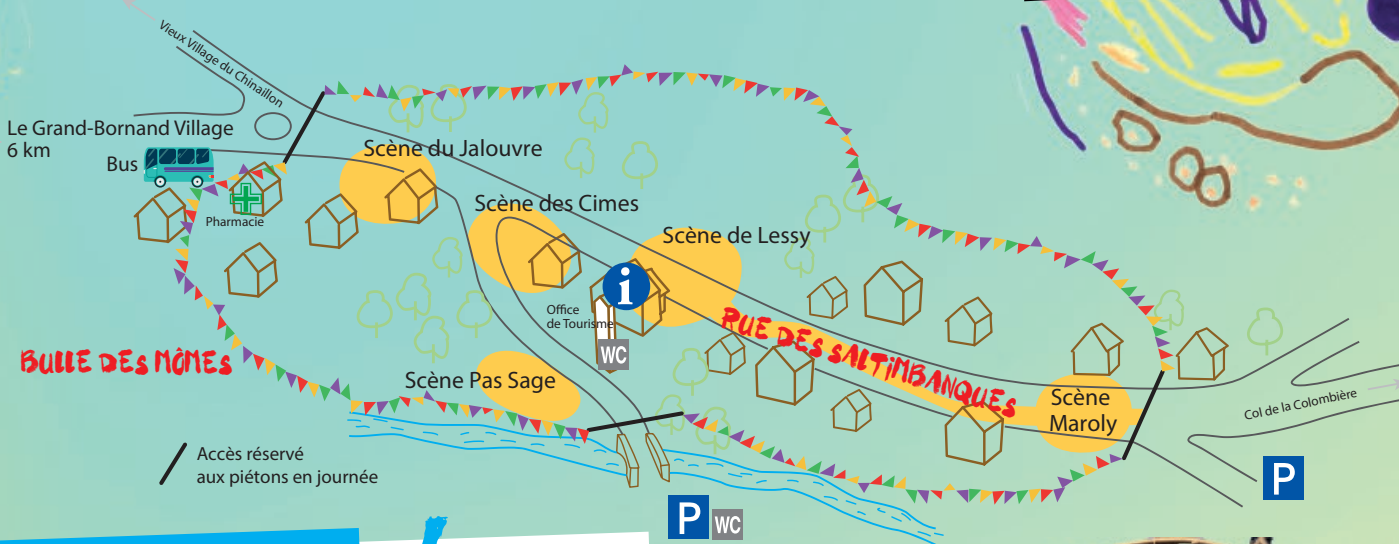 Vieux Village du Chinaillon
Le Grand-Bornand Village
6 km
Bus
Pharmacie
Scène du Jalouvre
Scène des Cimes
Scène de Lessy
i
Office
de Tourisme
WC
RUE DES SALTiMBANQUES
BULLE DES MÔMES
Scène Pas Sage
Scène
Maroly
Col de la Colombière
Accès réservé
aux piétons en journée
P
WC
P